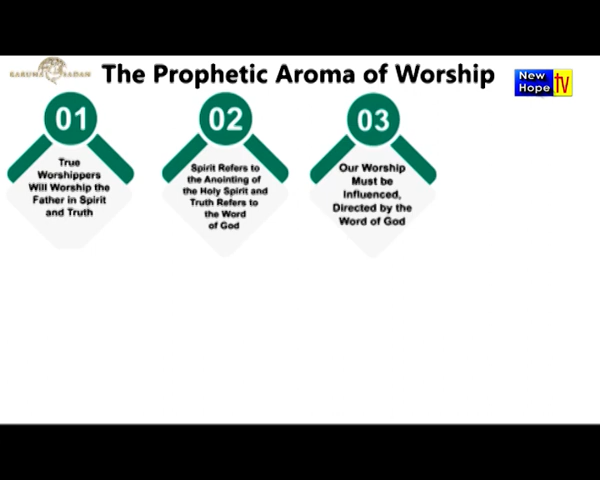 KARUNA SADAN
The Prophetic Aroma of Worship
New
Hope TV
01
True
Worshippers
Will Worship the
Father in Spirit
and Truth
02
Spirit Refers to
the Anointing of
the Holy Spirit and
Truth Refers to
the Word
of God
03
Our Worship
Must be
Influenced,
Directed by the
Word of God